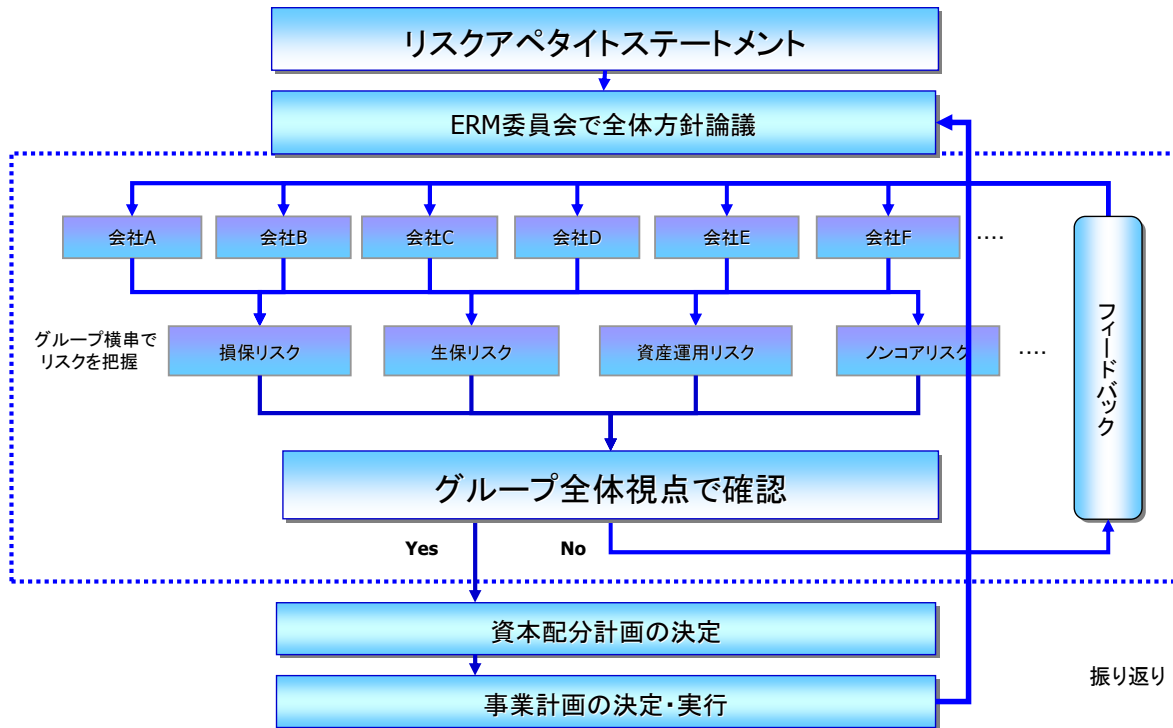 リスクアペタイトステートメント
ERM委員会で全体方針論議
会社A
会社B
会社C
会社D
会社E
会社F
‥‥
グループ横串で
リスクを把握
損保リスク
生保リスク
資産運用リスク
ノンコアリスク
‥‥
フィードバック
グループ全体視点で確認
Yes
No
資本配分計画の決定
事業計画の決定・実行
振り返り